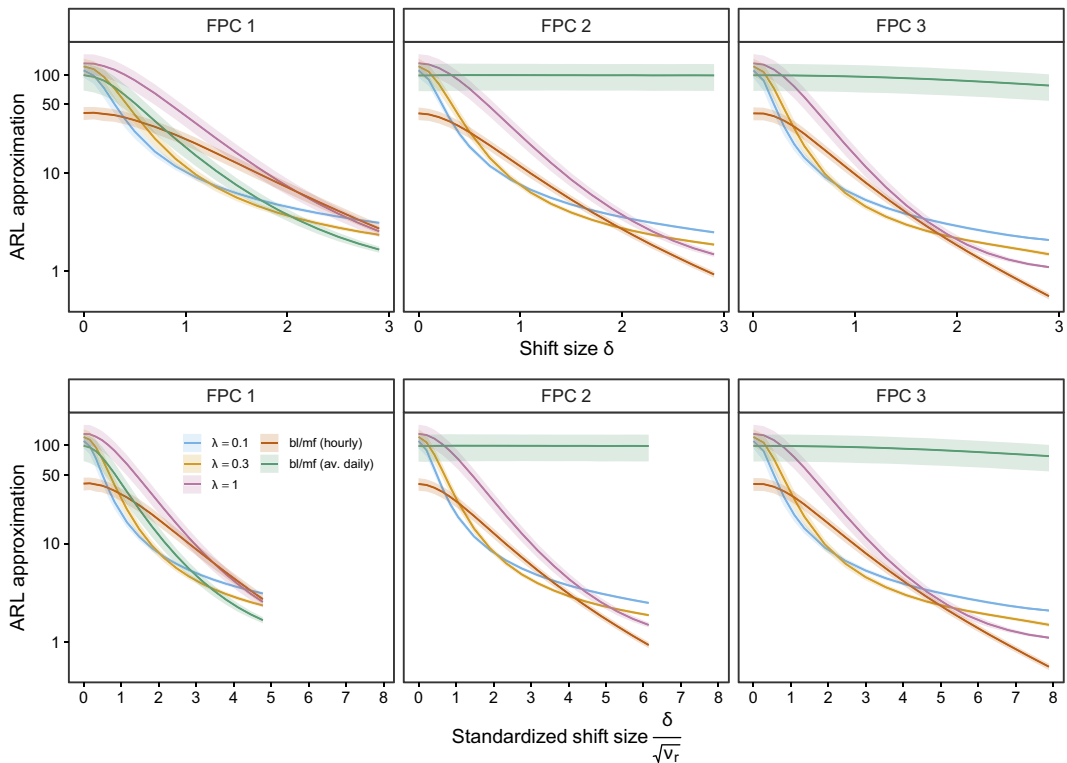 FPC 1 FPC 2 FPC 3
ARL approximation
100
50
10
1
0 1 2 3 0 1 2 3 0 1 2 3
Shift size δ
FPC 1 FPC 2 FPC 3
ARL approximation
100
50
10
1
λ = 0.1 bl/mf (hourly)
λ = 0.3 bl/mf (av. daily)
λ = 1
0 1 2 3 4 5 6 7 8 0 1 2 3 4 5 6 7 8 0 1 2 3 4 5 6 7 8
Standardized shift size δ/√νr